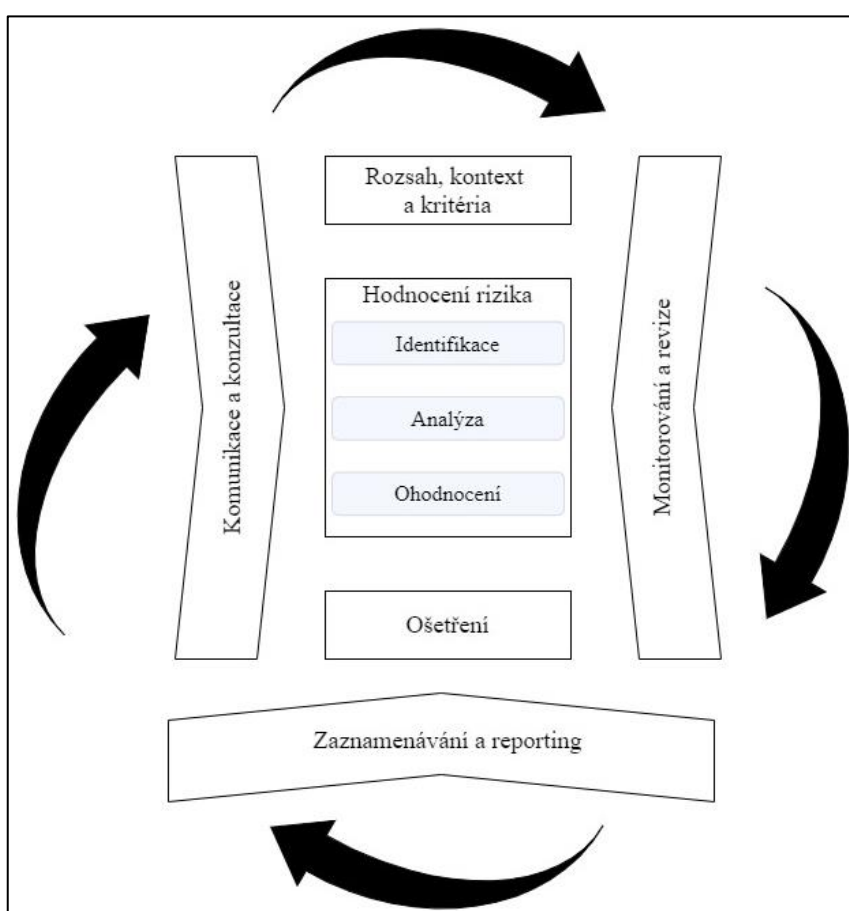 Rozsah, kontext
a kritéria
Komunikace a konzultace
Hodnocení rizika
Identifikace
Analýza
Ohodnocení
Monitorování a revize
Ošetření
Zaznamenávání a reporting